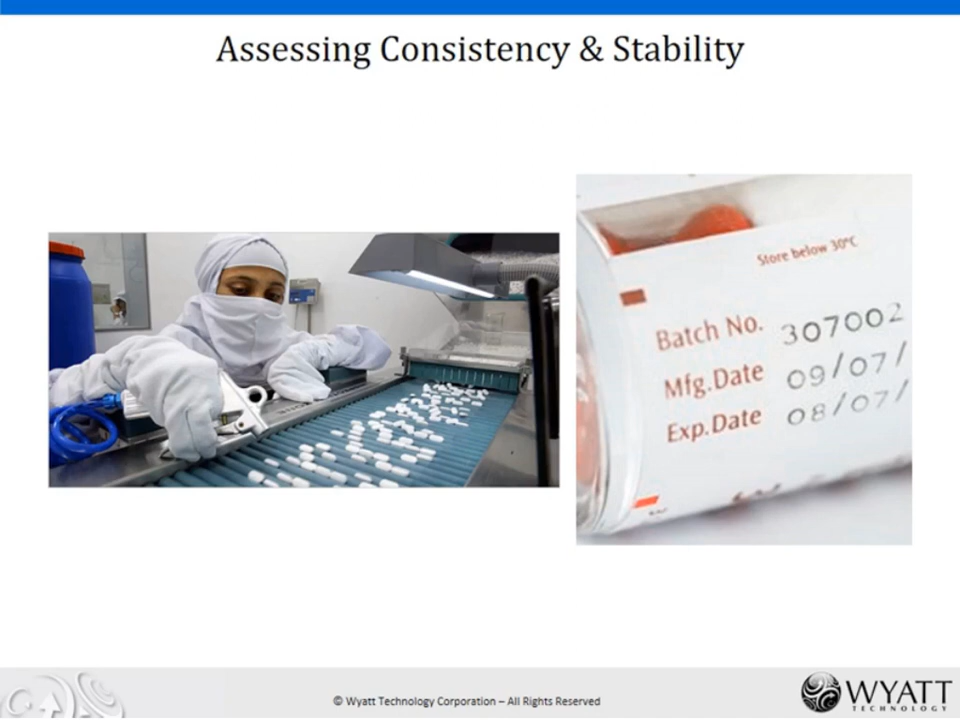 Assessing Consistency & Stability
Store below 30°C
Batch No. 307002
Mfg.Date 09/07/
Exp.Date 08/07/
© Wyatt Technology Corporation – All Rights Reserved
WYATT
TECHNOLOGY